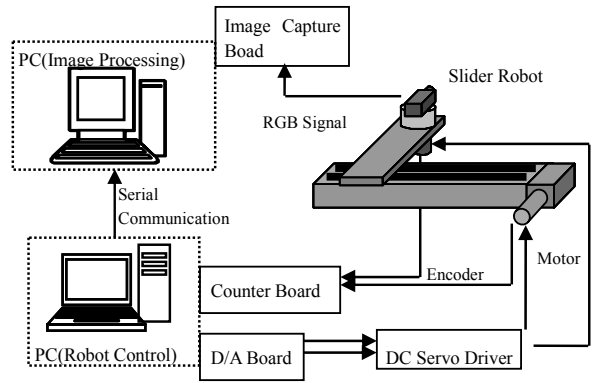 Image Capture
Boad
PC(Image Processing)
Slider Robot
RGB Signal
Serial
Communication
Encoder
Motor
Counter Board
PC(Robot Control)
D/A Board
DC Servo Driver